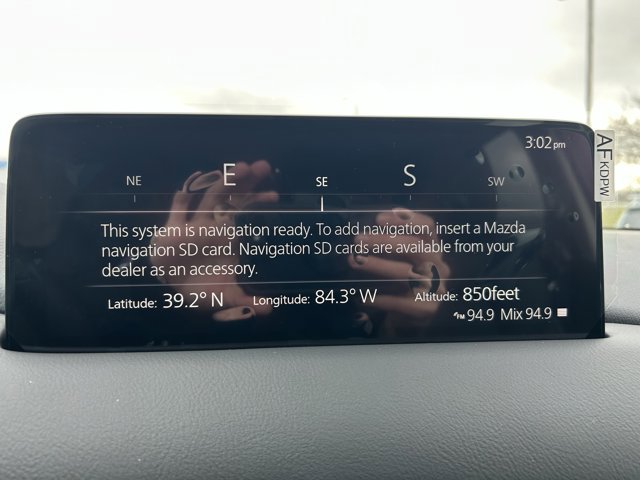 3:02pm
NE E SE S SW
This system is navigation ready. To add navigation, insert a Mazda
navigation SD card. Navigation SD cards are available from your
dealer as an accessory.
Latitude: 39.2° N Longitude: 84.3° W Altitude: 850feet
FM 94.9 Mix 94.9
AFKDPW